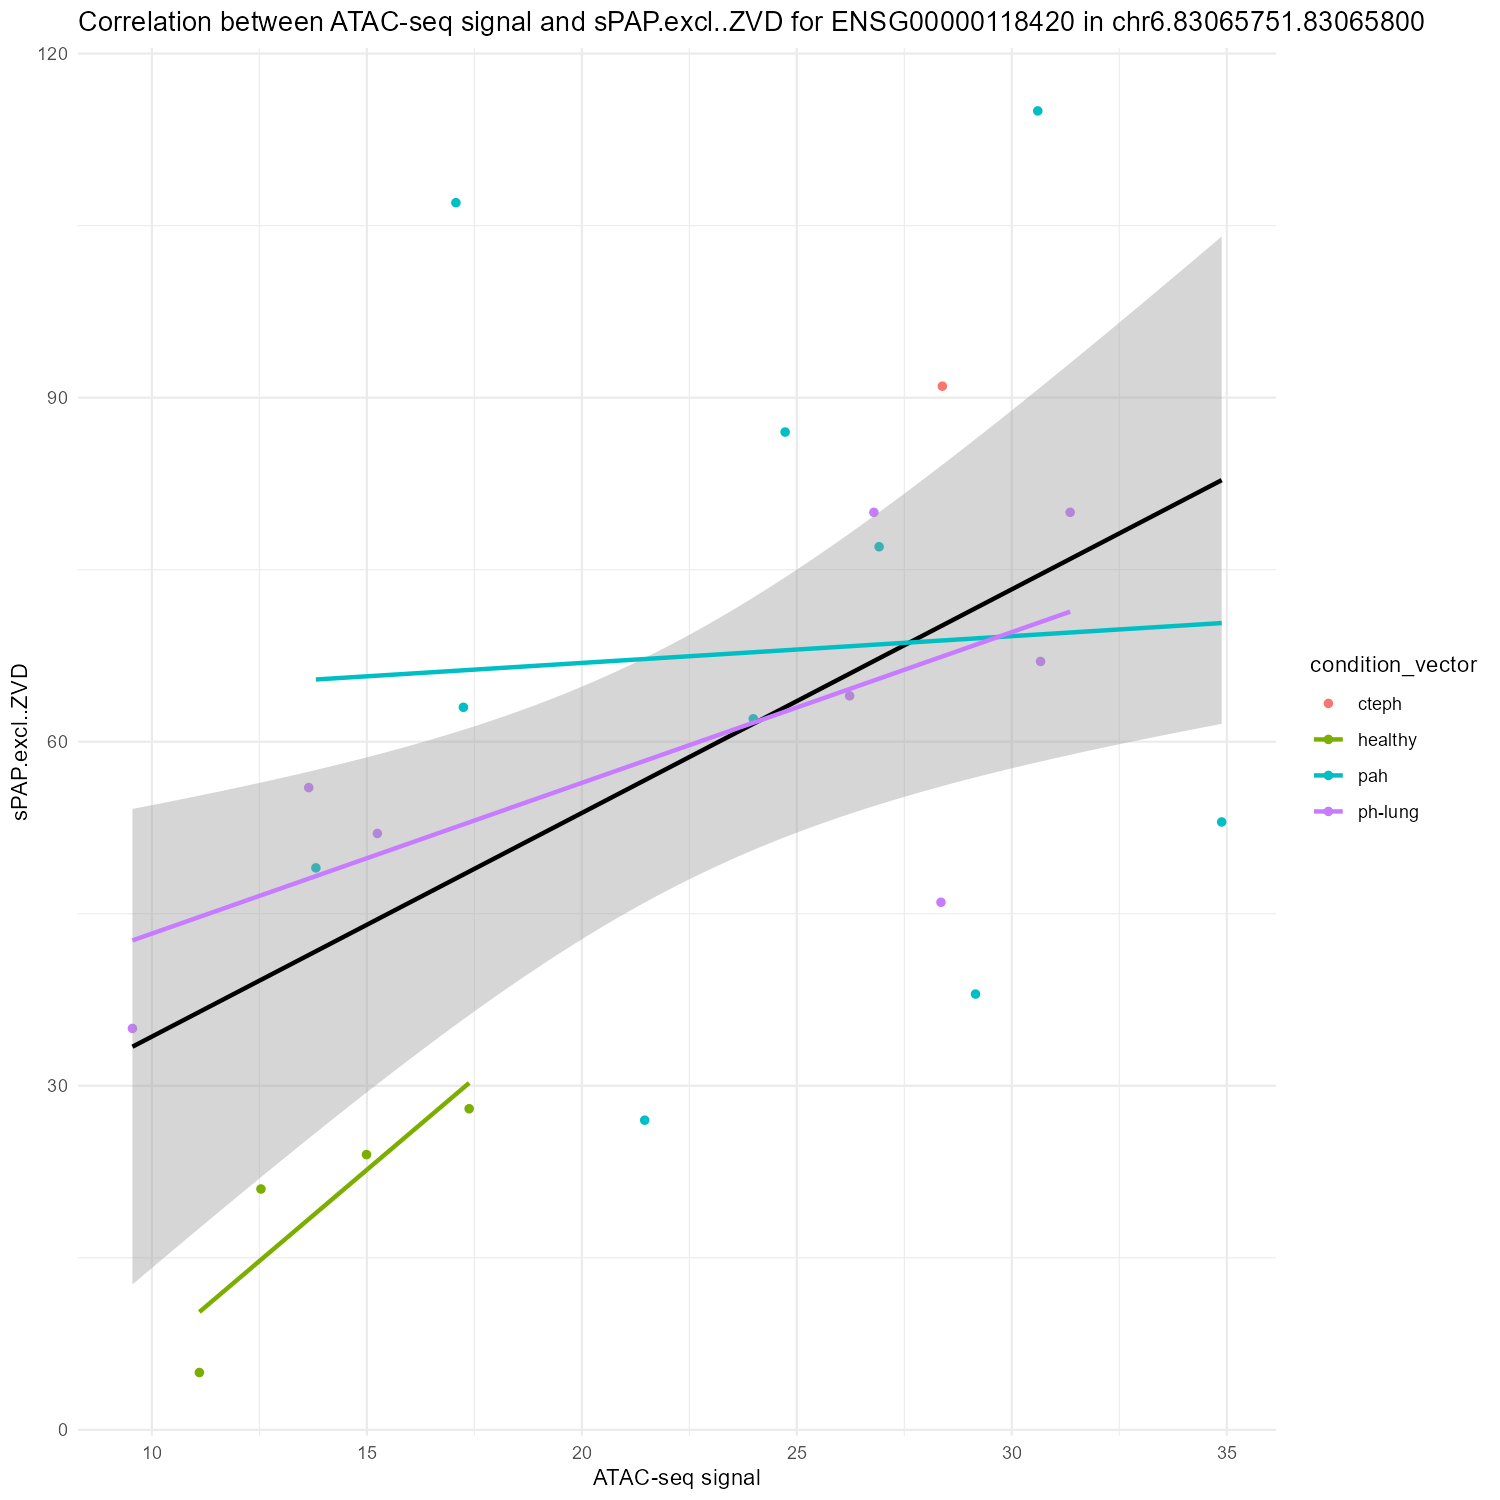 Correlation between ATAC-seq signal and sPAP.excl..ZVD for ENSG00000118420 in chr6.83065751.83065800
120
90
60
30
0
sPAP.excl..ZVD
10 15 20 25 30 35
ATAC-seq signal
condition_vector
cteph
healthy
pah
ph-lung